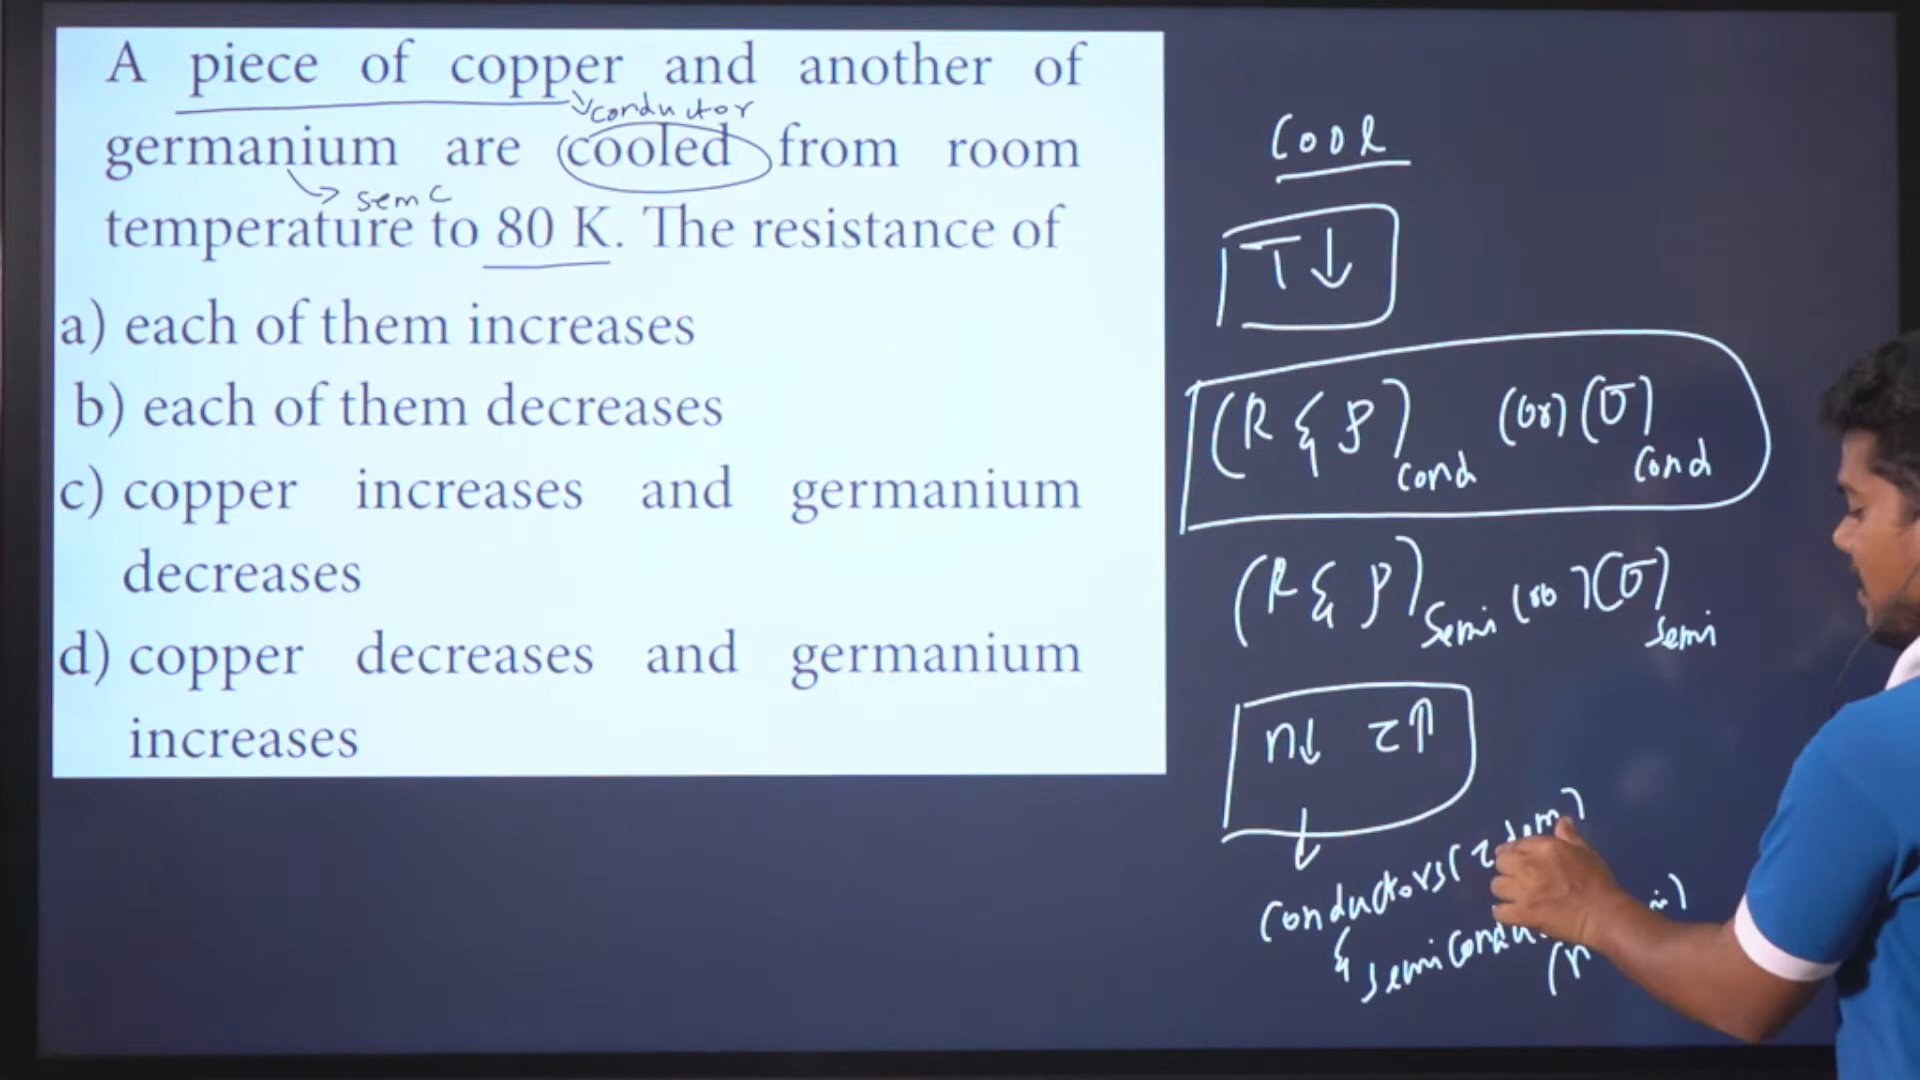 A piece of copper and another of
conductor
germanium are cooled from room
semc
temperature to 80 K. The resistance of
a) each of them increases
b) each of them decreases
c) copper increases and germanium
decreases
d) copper decreases and germanium
increases
Cool
T↓
(R & ρ)cond (or) (σ)cond
(R & ρ)semi (or) (σ)semi
n↓ τ↑
conductors (τ dom)
&
(n